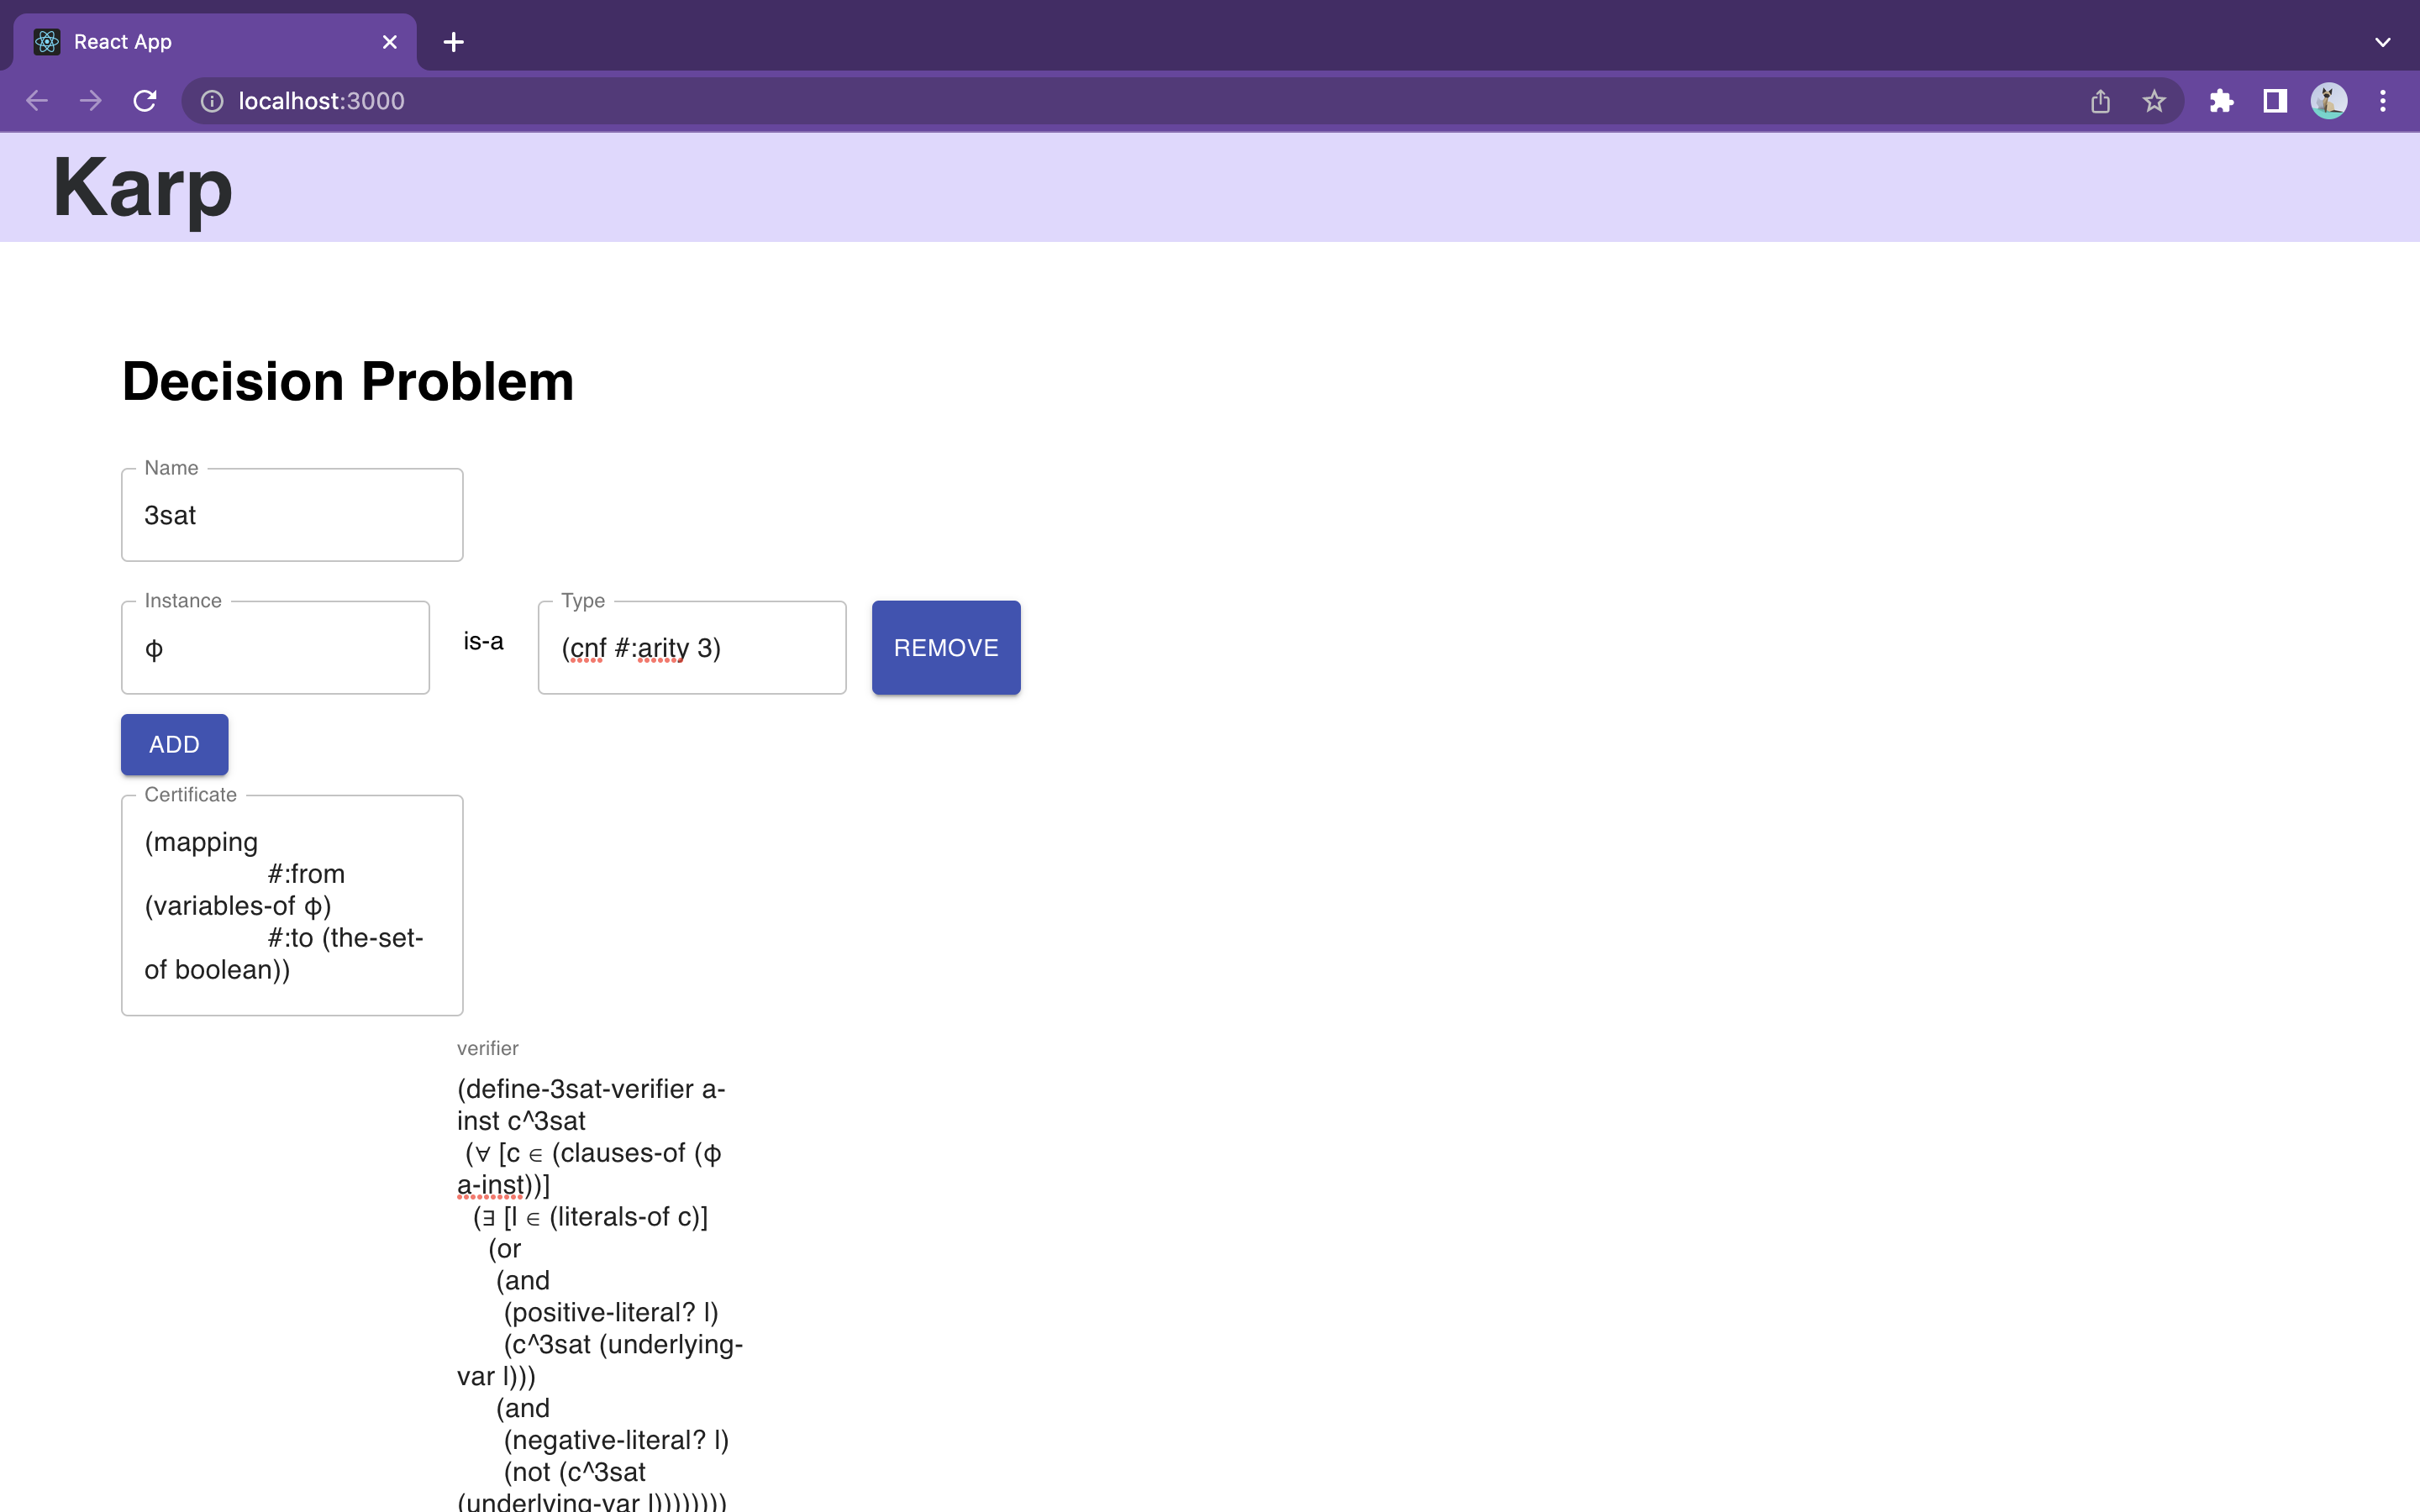 React App
localhost:3000
Karp
Decision Problem
Name
3sat
Instance
ϕ
is-a
Type
(cnf #:arity 3)
REMOVE
ADD
Certificate
(mapping
#:from
(variables-of ϕ)
#:to (the-set-
of boolean))
verifier
(define-3sat-verifier a-
inst c^3sat
(∀ [c ∈ (clauses-of (ϕ
a-inst))]
(∃ [l ∈ (literals-of c)]
(or
(and
(positive-literal? l)
(c^3sat (underlying-
var l)))
(and
(negative-literal? l)
(not (c^3sat
(underlying-var l))))))))